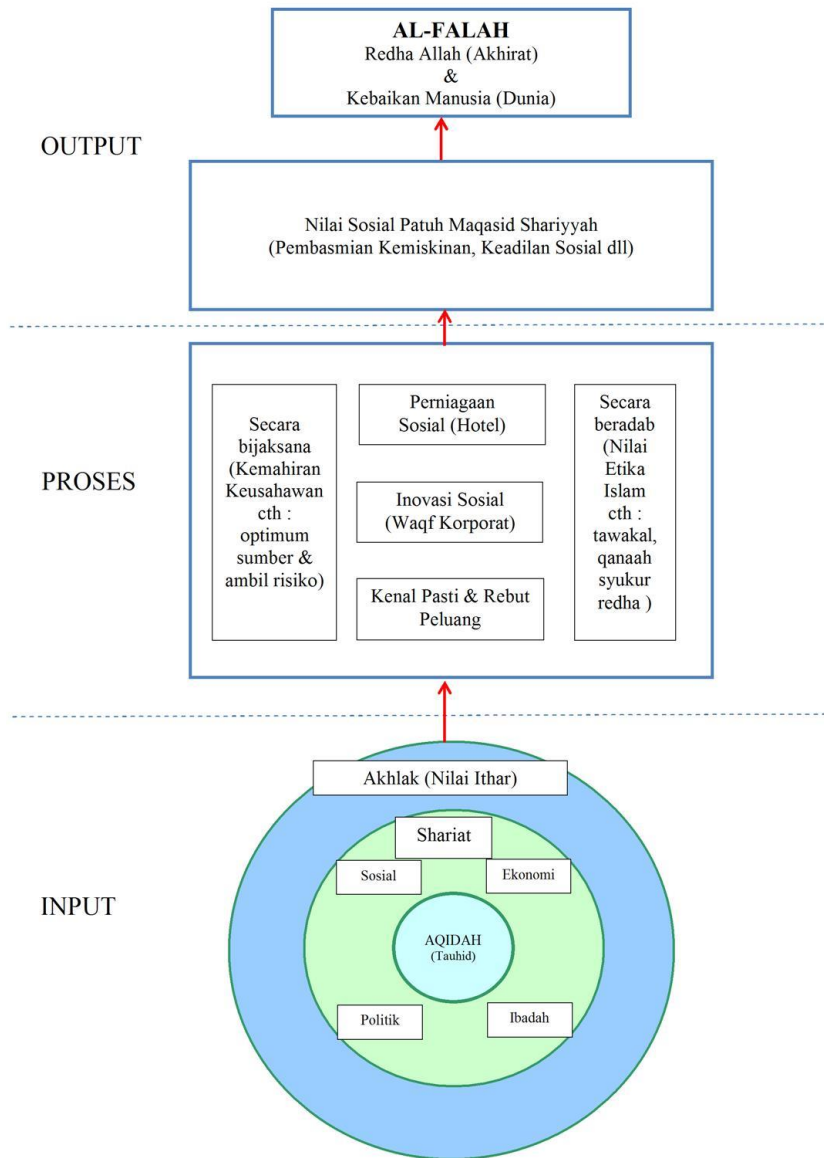 AL-FALAH
Redha Allah (Akhirat)
&
Kebaikan Manusia (Dunia)
OUTPUT
Nilai Sosial Patuh Maqasid Shariyyah
(Pembasmian Kemiskinan, Keadilan Sosial dll)
PROSES
Secara
bijaksana
(Kemahiran
Keusahawan
cth :
optimum
sumber &
ambil risiko)
Perniagaan
Sosial (Hotel)
Inovasi Sosial
(Waqf Korporat)
Kenal Pasti & Rebut
Peluang
Secara
beradab
(Nilai
Etika
Islam
cth :
tawakal,
qanaah
syukur
redha )
INPUT
Akhlak (Nilai Ithar)
Shariat
Sosial
Ekonomi
AQIDAH
(Tauhid)
Politik
Ibadah